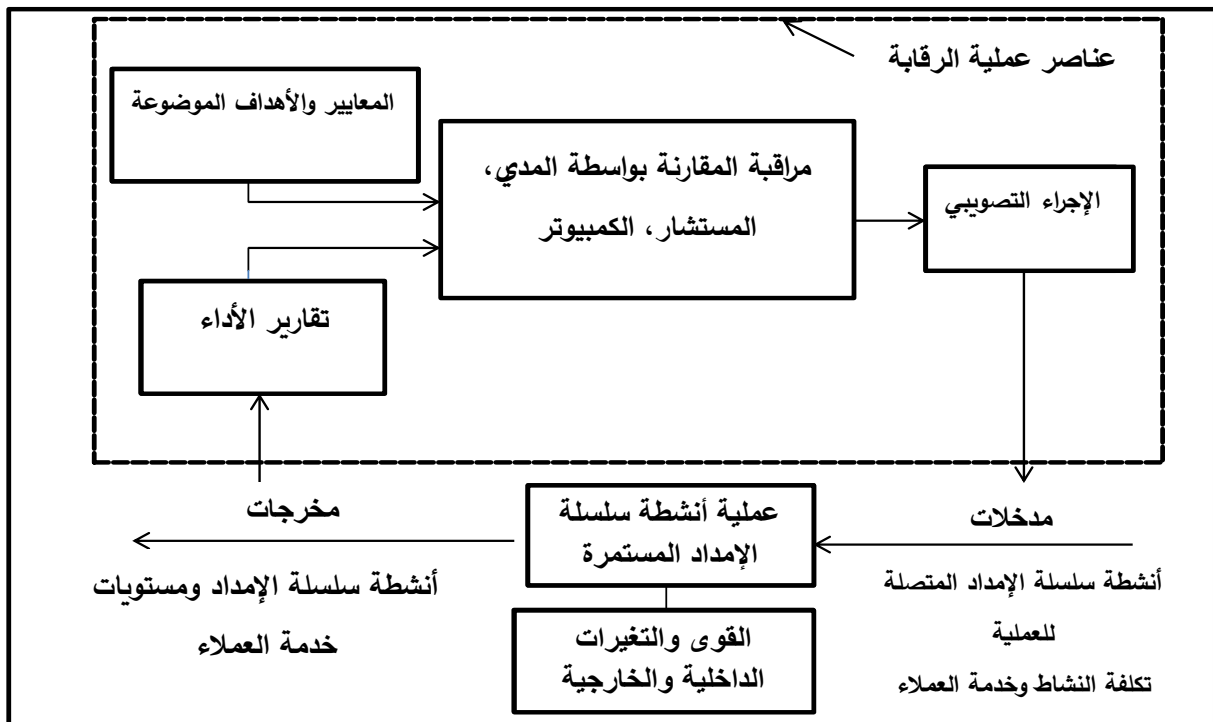 عناصر عملية الرقابة
المعايير والأهداف الموضوعة
مراقبة المقارنة بواسطة المدي،
المستشار، الكمبيوتر
الإجراء التصويبي
تقارير الأداء
مدخلات
عملية أنشطة سلسلة
الإمداد المستمرة
مخرجات
أنشطة سلسلة الإمداد المتصلة
للعملية
تكلفة النشاط وخدمة العملاء
القوى والتغيرات
الداخلية والخارجية
أنشطة سلسلة الإمداد ومستويات
خدمة العملاء